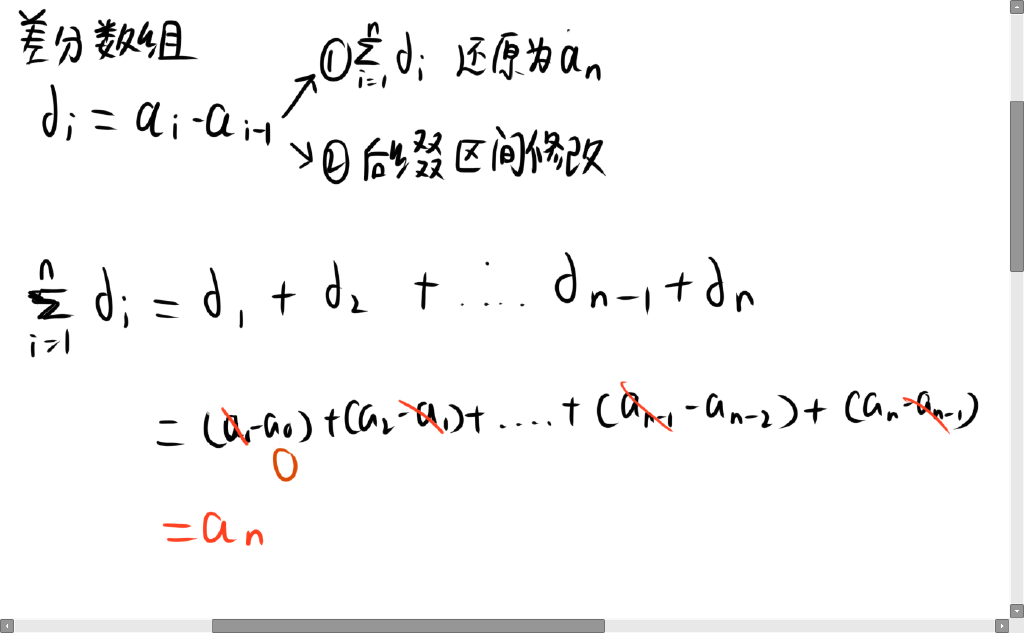 差分数组
d_i = a_i - a_{i-1}
① \sum_{i=1}^{n} d_i 还原为 a_n
② 后缀区间修改
\sum_{i=1}^{n} d_i = d_1 + d_2 + .... d_{n-1} + d_n
= (a_1 - a_0) + (a_2 - a_1) + .... + (a_{n-1} - a_{n-2}) + (a_n - a_{n-1})
0
= a_n